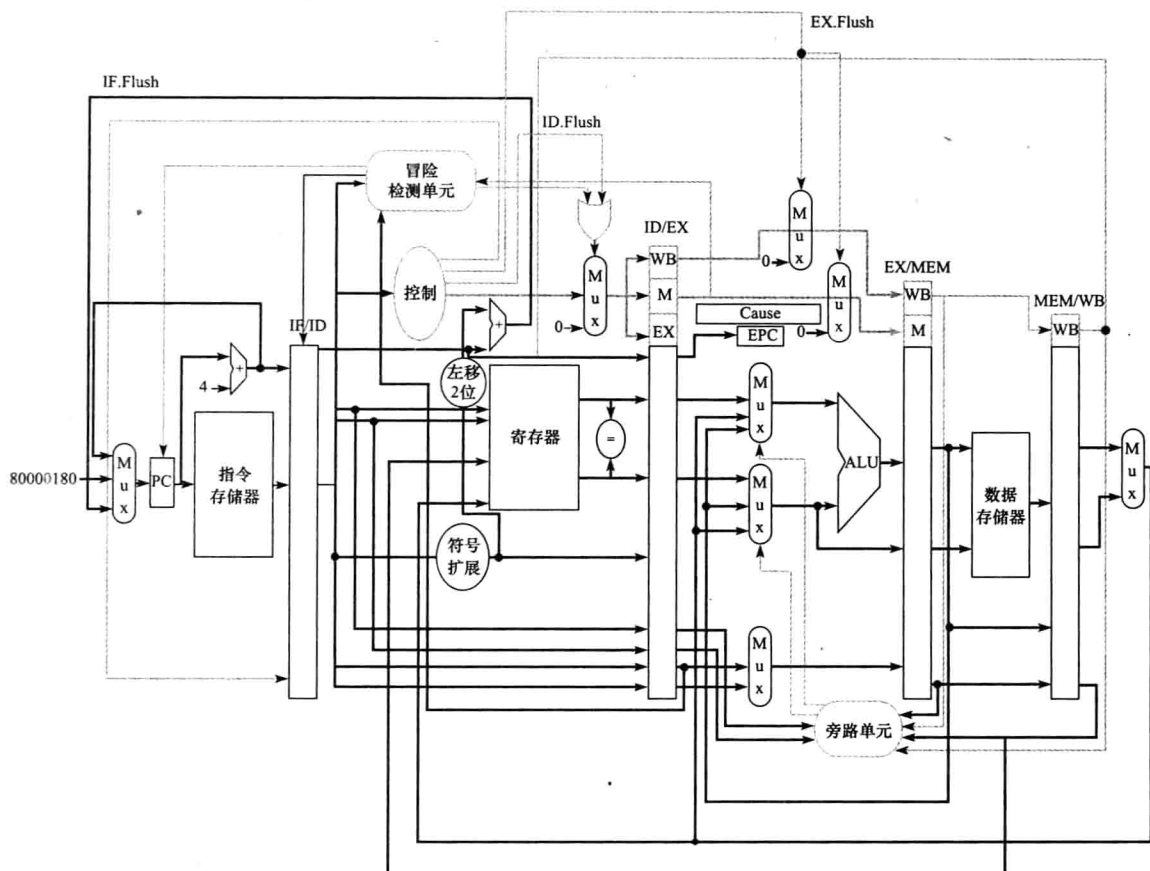 EX.Flush
IF.Flush
ID.Flush
冒险
检测单元
M
u
x
ID/EX
WB
M
u
x
0
M
u
x
EX/MEM
控制
M
WB
MEM/WB
IF/ID
+
0
EX
Cause
0
M
WB
EPC
+
左移
2位
4
M
u
x
M
u
x
寄存器
=
ALU
M
u
x
80000180
M
u
x
PC
指令
存储器
M
u
x
数据
存储器
符号
扩展
M
u
x
旁路单元